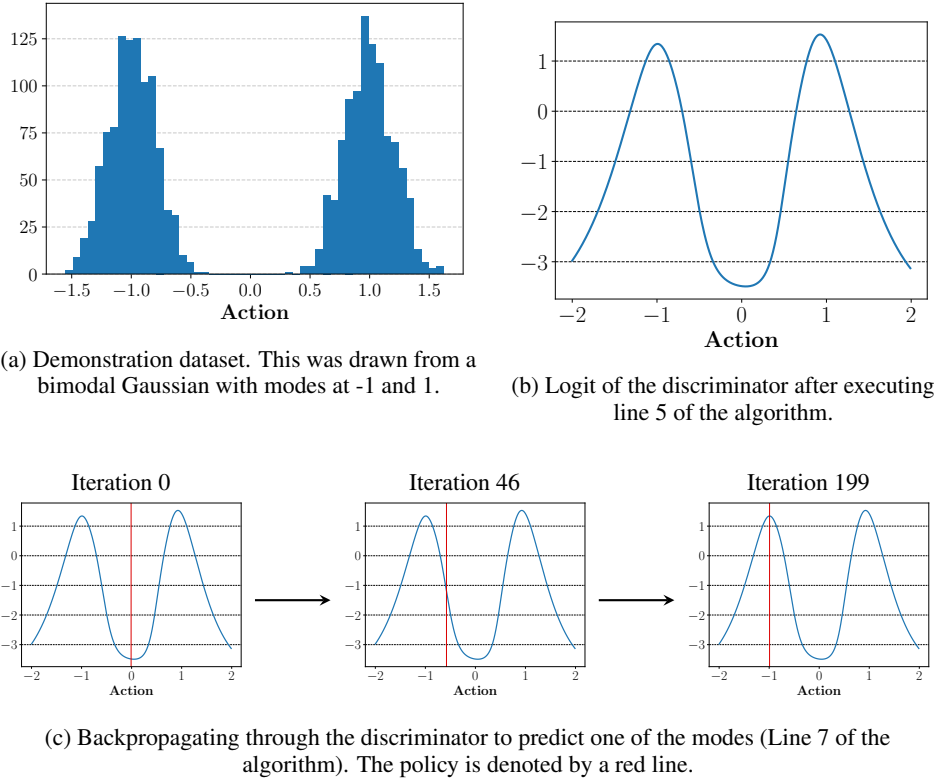 125
100
75
50
25
0
−1.5 −1.0 −0.5 0.0 0.5 1.0 1.5
Action
(a) Demonstration dataset. This was drawn from a
bimodal Gaussian with modes at -1 and 1.
1
0
−1
−2
−3
−2 −1 0 1 2
Action
(b) Logit of the discriminator after executing
line 5 of the algorithm.
Iteration 0
1
0
−1
−2
−3
−2 −1 0 1 2
Action
Iteration 46
1
0
−1
−2
−3
−2 −1 0 1 2
Action
Iteration 199
1
0
−1
−2
−3
−2 −1 0 1 2
Action
(c) Backpropagating through the discriminator to predict one of the modes (Line 7 of the
algorithm). The policy is denoted by a red line.